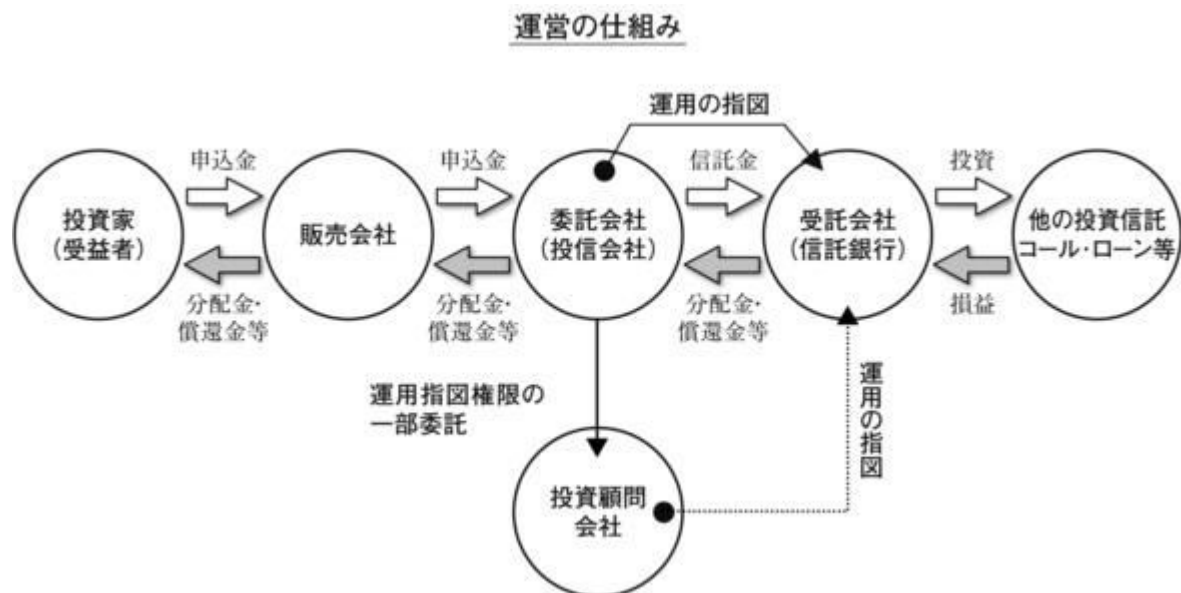 運営の仕組み
運用の指図
申込金
申込金
信託金
投資
投資家
(受益者)
販売会社
委託会社
(投信会社)
受託会社
(信託銀行)
他の投資信託
コール・ローン等
分配金・
償還金等
分配金・
償還金等
分配金・
償還金等
損益
運用指図権限の
一部委託
運用の指図
投資顧問
会社